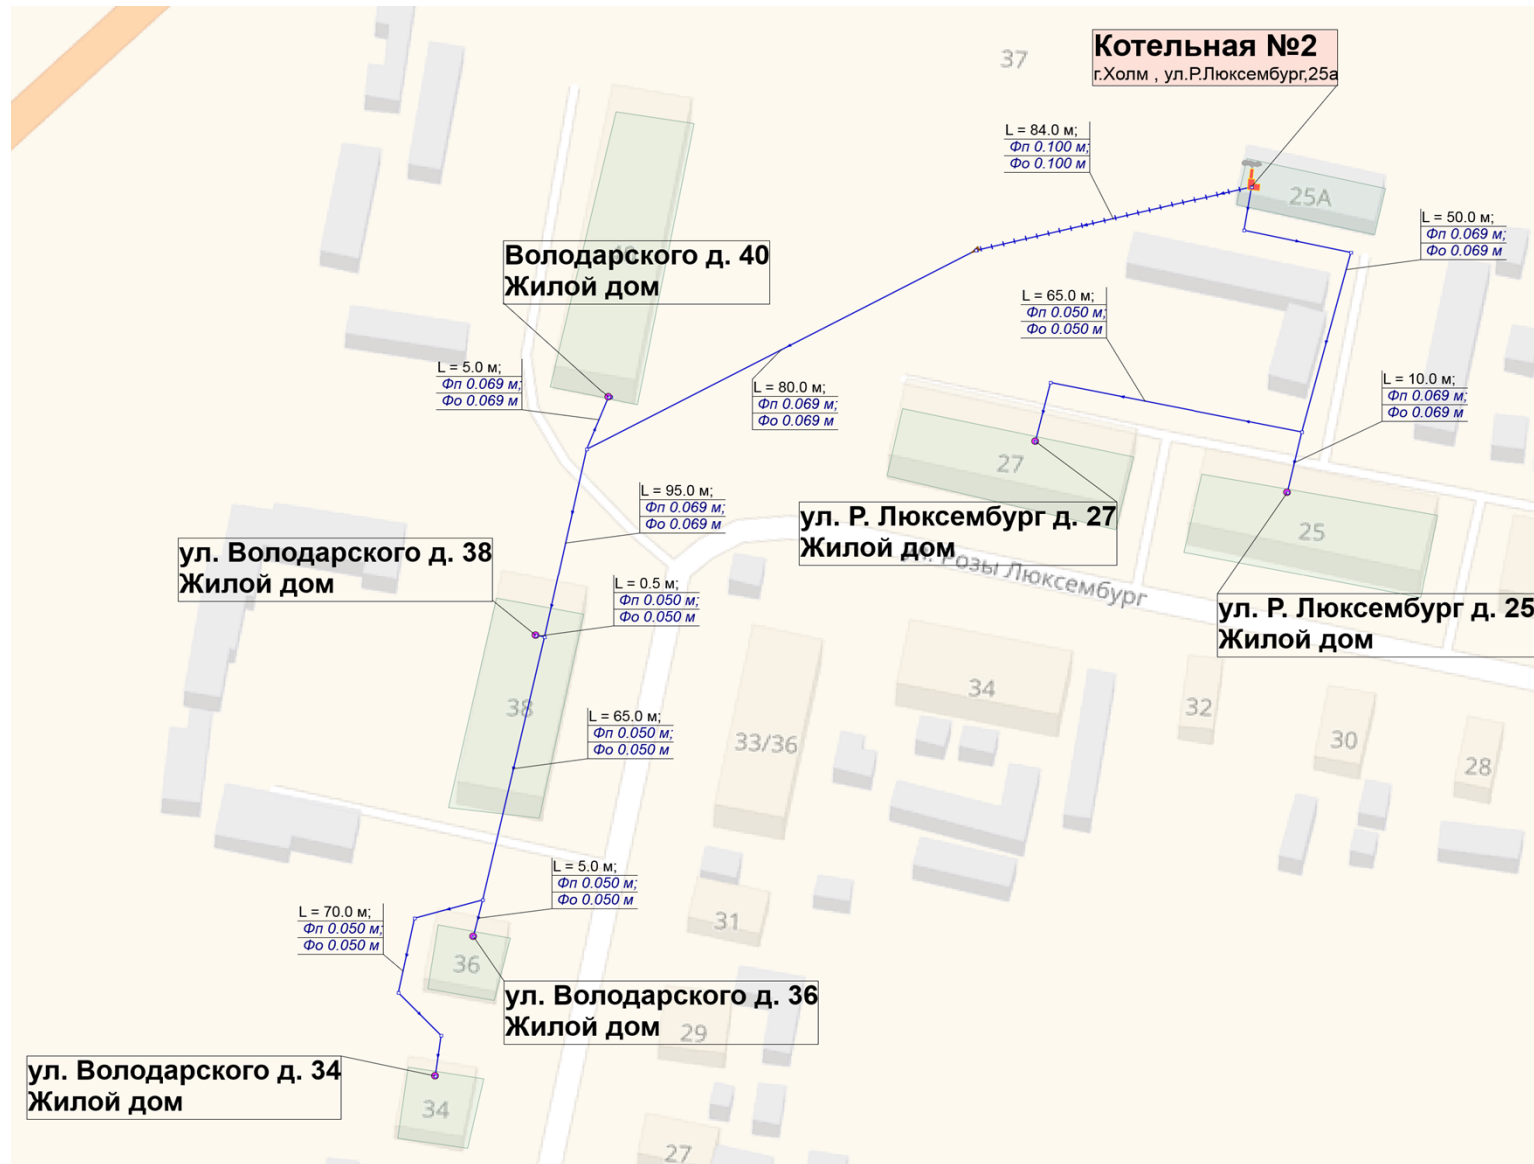 37
Котельная №2
г.Холм , ул.Р.Люксембург,25а
L = 84.0 м;
Фп 0.100 м;
Фо 0.100 м
25А
L = 50.0 м;
Фп 0.069 м;
Фо 0.069 м
Володарского д. 40
Жилой дом
L = 65.0 м;
Фп 0.050 м;
Фо 0.050 м
L = 5.0 м;
Фп 0.069 м;
Фо 0.069 м
L = 80.0 м;
Фп 0.069 м;
Фо 0.069 м
L = 10.0 м;
Фп 0.069 м;
Фо 0.069 м
27
L = 95.0 м;
Фп 0.069 м;
Фо 0.069 м
ул. Р. Люксембург д. 27
Жилой дом
25
ул. Володарского д. 38
Жилой дом
Розы Люксембург
L = 0.5 м;
Фп 0.050 м;
Фо 0.050 м
ул. Р. Люксембург д. 25
Жилой дом
38
34
32
L = 65.0 м;
Фп 0.050 м;
Фо 0.050 м
33/36
30
28
L = 5.0 м;
Фп 0.050 м;
Фо 0.050 м
L = 70.0 м;
Фп 0.050 м;
Фо 0.050 м
31
36
ул. Володарского д. 36
Жилой дом
29
ул. Володарского д. 34
Жилой дом
34
27